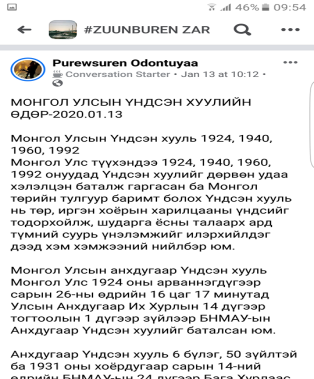 46% 09:54
#ZUUNBUREN ZAR
Purewsuren Odontuyaa
Conversation Starter • Jan 13 at 10:12 •
МОНГОЛ УЛСЫН ҮНДСЭН ХУУЛИЙН
ӨДӨР-2020.01.13
Монгол Улсын Үндсэн хууль 1924, 1940,
1960, 1992
Монгол Улс түүхэндээ 1924, 1940, 1960,
1992 онуудад Үндсэн хуулийг дөрвөн удаа
хэлэлцэн баталж гаргасан ба Монгол
төрийн тулгуур баримт болох Үндсэн хууль
нь төр, иргэн хоёрын харилцааны үндсийг
тодорхойлж, шударга ёсны талаарх ард
түмний суурь үнэлэмжийг илэрхийлдэг
дээд хэм хэмжээний нийлбэр юм.
Монгол Улсын анхдугаар Үндсэн хууль
Монгол Улс 1924 оны арваннэгдүгээр
сарын 26-ны өдрийн 16 цаг 17 минутад
Улсын Анхдугаар Их Хурлын 14 дүгээр
тогтоолын 1 дүгээр зүйлээр БНМАУ-ын
Анхдугаар Үндсэн хуулийг баталсан юм.
Анхдугаар Үндсэн хууль 6 бүлэг, 50 зүйлтэй
ба 1931 оны хоёрдугаар сарын 14-ний
өдрийн БНМАУ-ын 24 дүгээр Бага Хурлаас